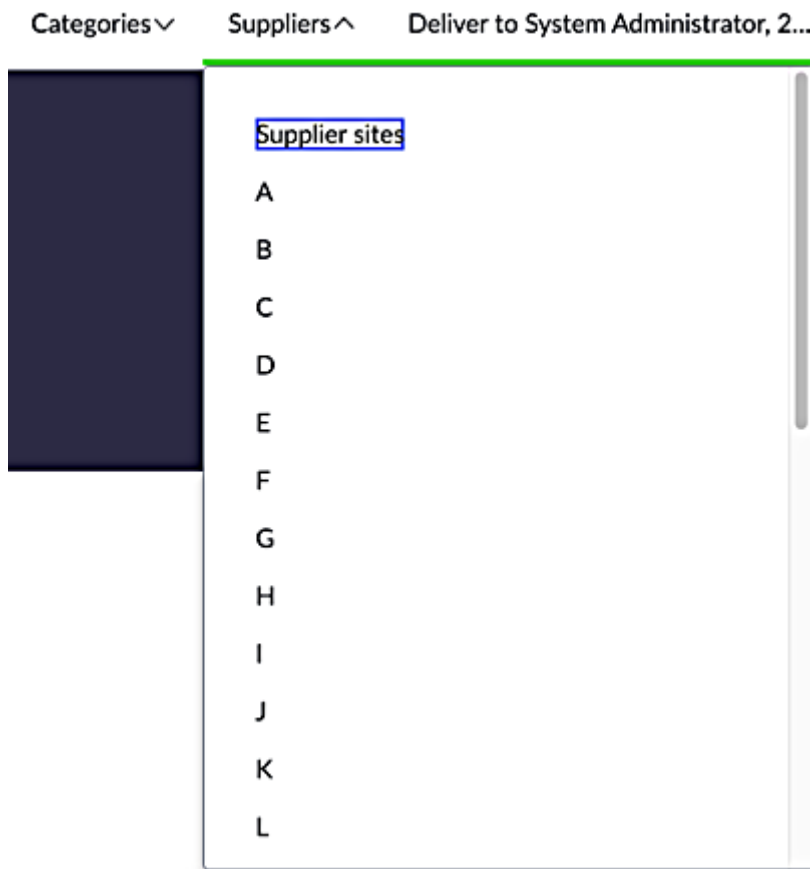 Categories Suppliers Deliver to System Administrator, 2...
Supplier sites
A
B
C
D
E
F
G
H
I
J
K
L